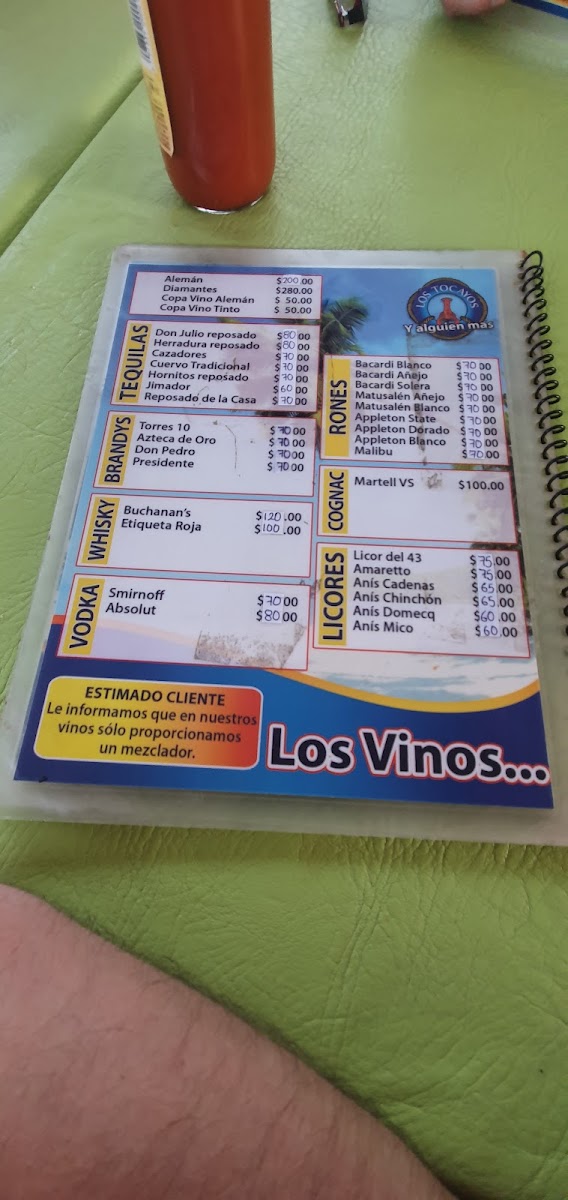 Alemán $200.00
Diamantes $280.00
Copa Vino Alemán $ 50.00
Copa Vino Tinto $ 50.00
LOS TOCAYOS
Y alguien mas
TEQUILAS
Don Julio reposado $80.00
Herradura reposado $80.00
Cazadores $70.00
Cuervo Tradicional $70.00
Hornitos reposado $70.00
Jimador $60.00
Reposado de la Casa $70.00
BRANDYS
Torres 10 $70.00
Azteca de Oro $70.00
Don Pedro $70.00
Presidente $70.00
WHISKY
Buchanan's $120.00
Etiqueta Roja $100.00
VODKA
Smirnoff $70.00
Absolut $80.00
RONES
Bacardi Blanco $70.00
Bacardi Añejo $70.00
Bacardi Solera $70.00
Matusalén Añejo $70.00
Matusalén Blanco $70.00
Appleton State $70.00
Appleton Dorado $70.00
Appleton Blanco $70.00
Malibu $70.00
COGNAC
Martell VS $100.00
LICORES
Licor del 43 $75.00
Amaretto $75.00
Anís Cadenas $65.00
Anís Chinchón $65.00
Anís Domecq $60.00
Anís Mico $60.00
ESTIMADO CLIENTE
Le informamos que en nuestros
vinos sólo proporcionamos
un mezclador.
Los Vinos...